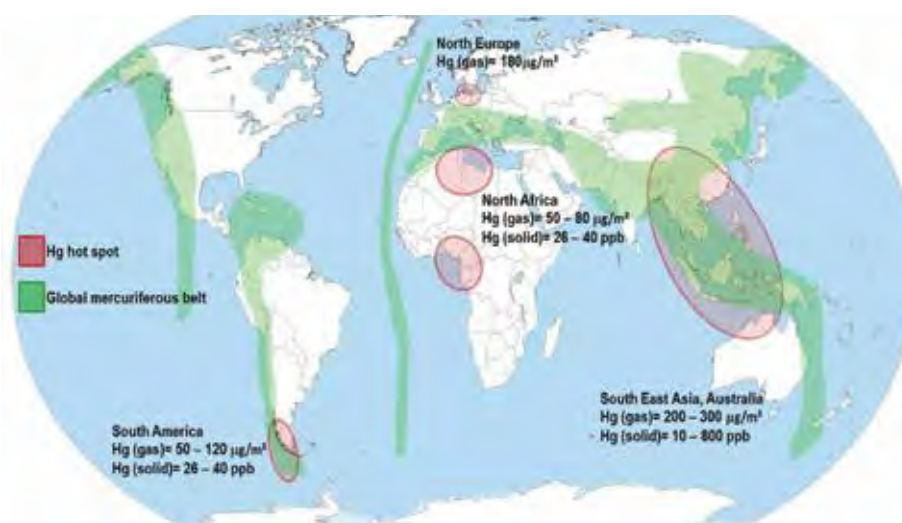 North Europe
Hg (gas)= 180µg/m³
North Africa
Hg (gas)= 50 – 80 µg/m³
Hg (solid)= 26 – 40 ppb
Hg hot spot
Global mercuriferous belt
South East Asia, Australia
Hg (gas)= 200 – 300 µg/m³
Hg (solid)= 10 – 800 ppb
South America
Hg (gas)= 50 – 120 µg/m³
Hg (solid)= 26 – 40 ppb